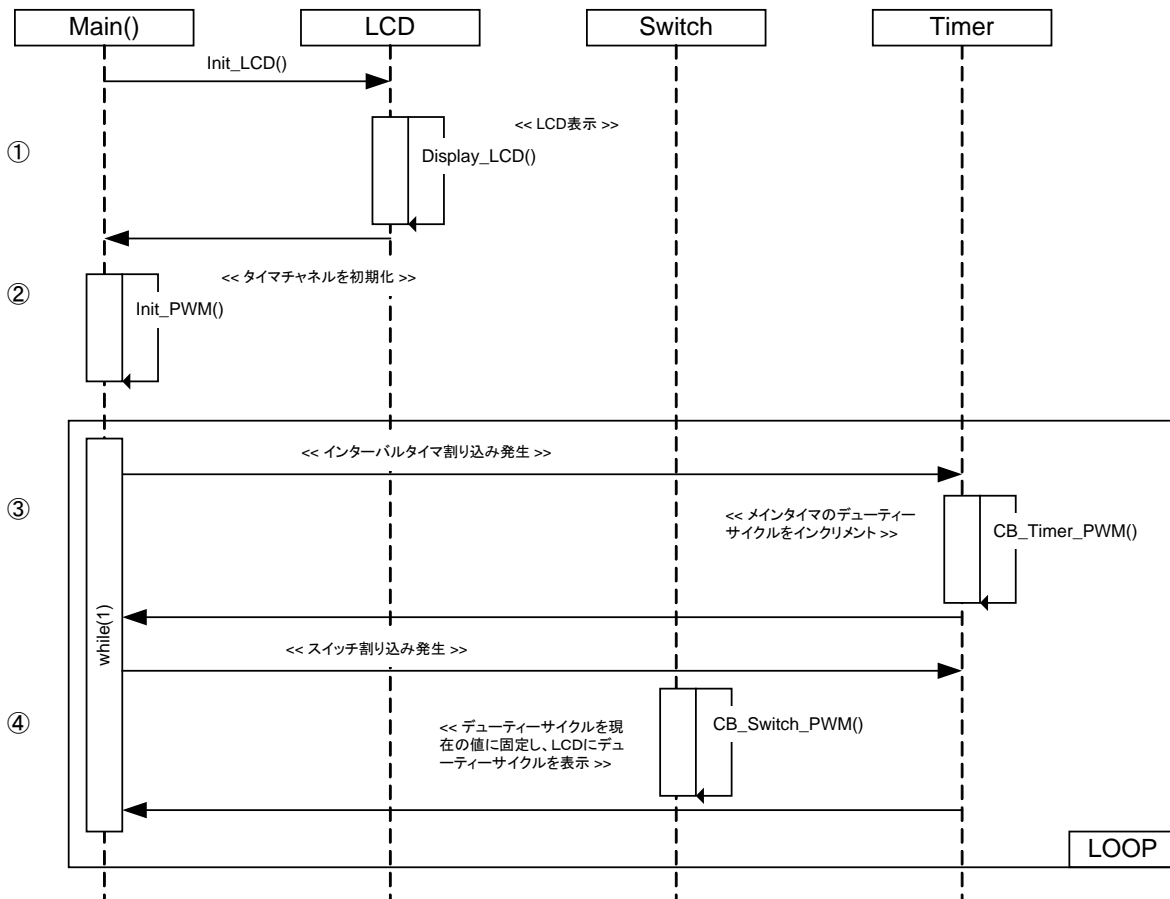 Main()
LCD
Switch
Timer
Init_LCD()
<< LCD表示 >>
①
Display_LCD()
<< タイマチャネルを初期化 >>
②
Init_PWM()
<< インターバルタイマ割り込み発生 >>
③
<< メインタイマのデューティー
サイクルをインクリメント >>
CB_Timer_PWM()
while(1)
<< スイッチ割り込み発生 >>
④
<< デューティーサイクルを現
在の値に固定し、LCDにデュ
ーティーサイクルを表示 >>
CB_Switch_PWM()
LOOP